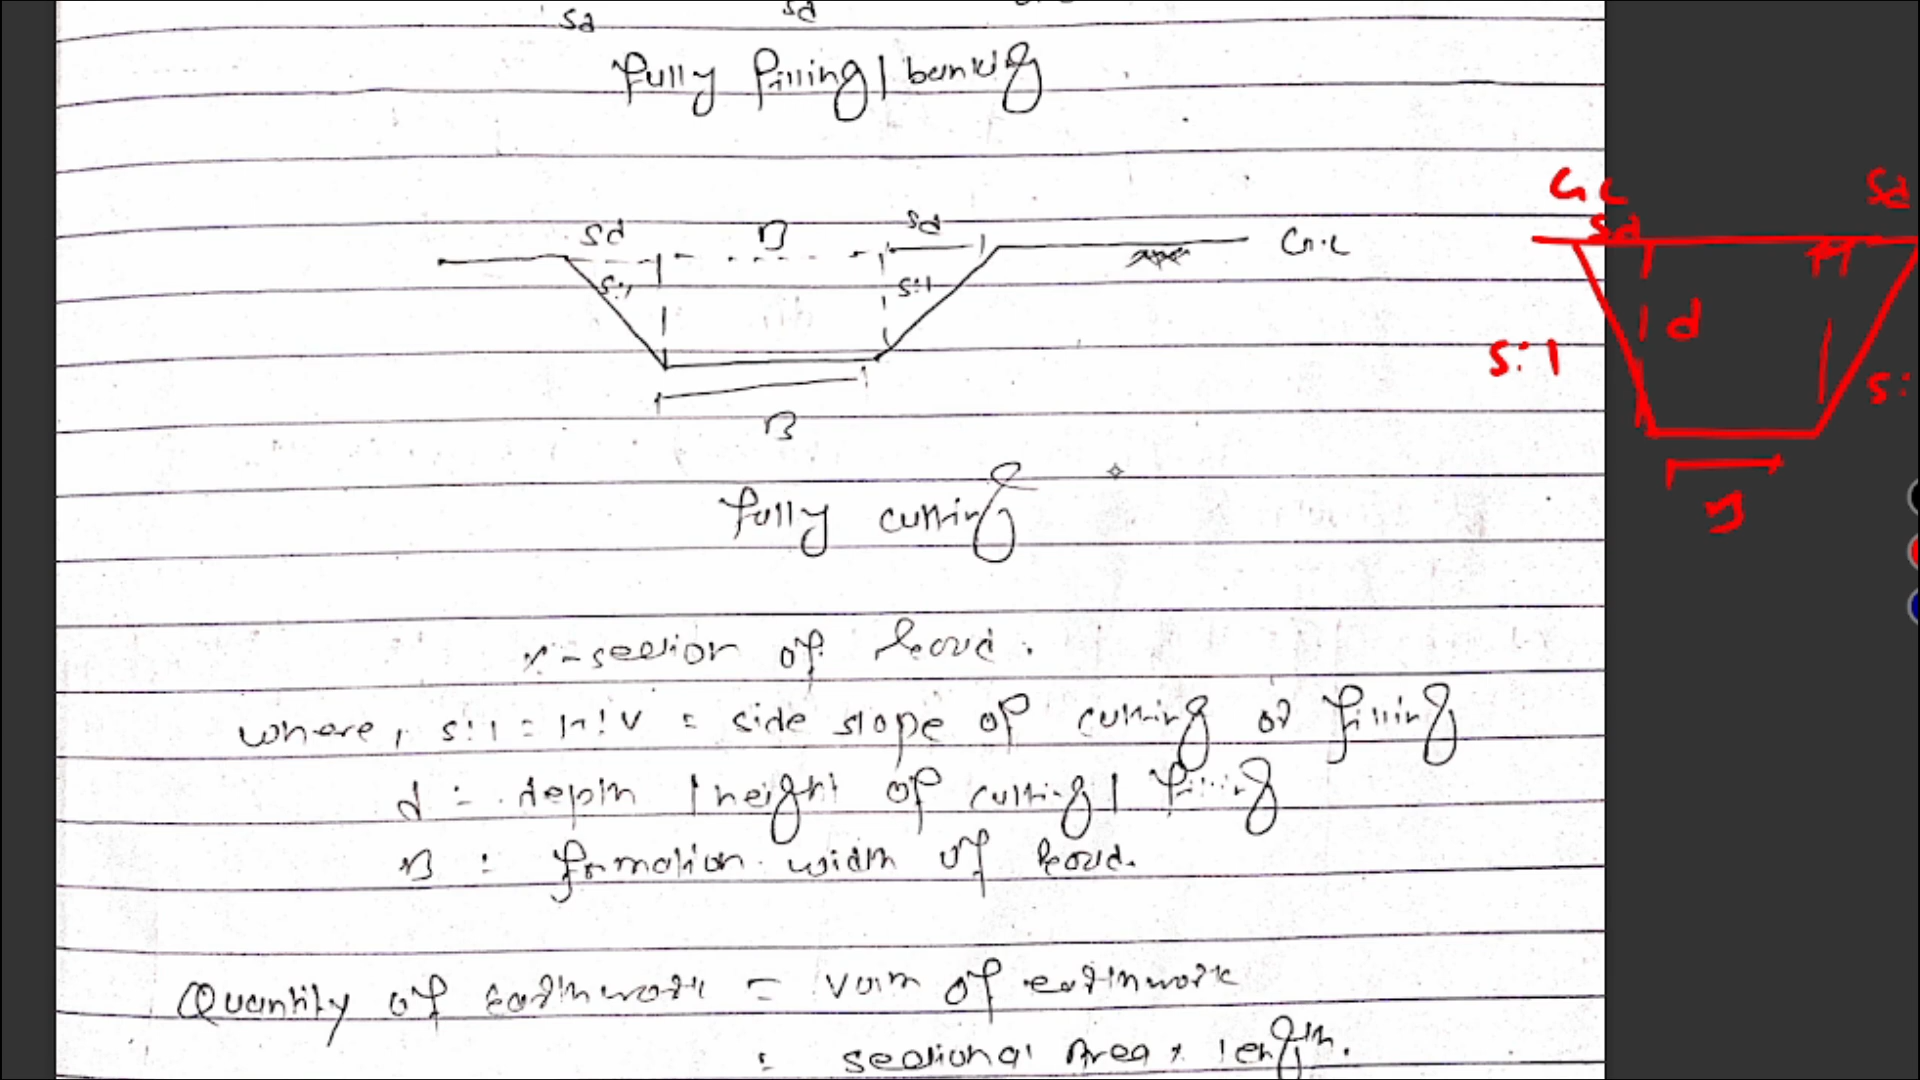 sd sd
fully filling / banking
sd B sd G.L
s:1 s:1
B
fully cutting
x-section of Road.
where, s:1 = H:V = side slope of cutting or filling
d = depth / height of cutting / filling
B = formation width of Road.
Quantity of earthwork = Volm of earthwork
= sectional Area x length.
G L sd
sd
d
s:1 s:
B